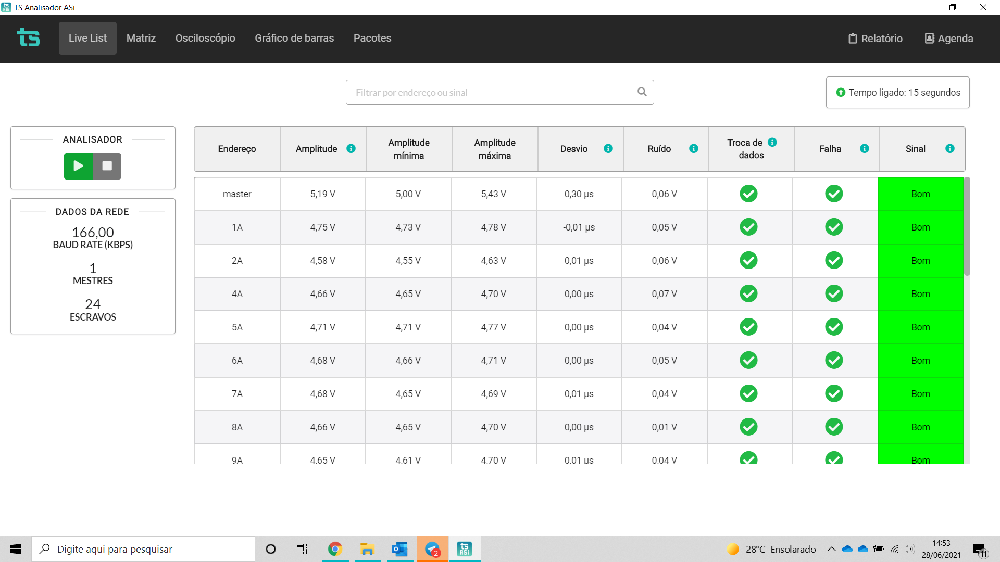 TS Analisador ASi
ts Live List Matriz Osciloscópio Gráfico de barras Pacotes Relatório Agenda
Filtrar por endereço ou sinal
Tempo ligado: 15 segundos
ANALISADOR
DADOS DA REDE
166,00
BAUD RATE (KBPS)
1
MESTRES
24
ESCRAVOS
Endereço Amplitude Amplitude mínima Amplitude máxima Desvio Ruído Troca de dados Falha Sinal
master 5,19 V 5,00 V 5,43 V 0,30 µs 0,06 V Bom
1A 4,75 V 4,73 V 4,78 V -0,01 µs 0,05 V Bom
2A 4,58 V 4,55 V 4,63 V 0,01 µs 0,06 V Bom
4A 4,66 V 4,65 V 4,70 V 0,00 µs 0,07 V Bom
5A 4,71 V 4,71 V 4,77 V 0,00 µs 0,04 V Bom
6A 4,68 V 4,66 V 4,71 V 0,00 µs 0,05 V Bom
7A 4,68 V 4,65 V 4,69 V 0,01 µs 0,04 V Bom
8A 4,66 V 4,65 V 4,70 V 0,00 µs 0,01 V Bom
9A 4,65 V 4,61 V 4,70 V 0,01 µs 0,04 V Bom
Digite aqui para pesquisar
2
ts ASi
28°C Ensolarado
14:53
28/06/2021
11